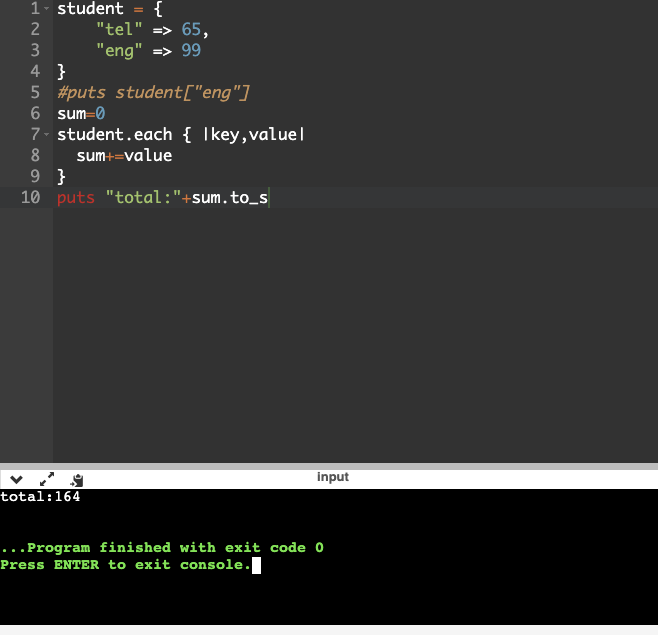 1 student = {
2     "tel" => 65,
3     "eng" => 99
4 }
5 #puts student["eng"]
6 sum=0
7 student.each { |key,value|
8   sum+=value
9 }
10 puts "total:"+sum.to_s
input
total:164
...Program finished with exit code 0
Press ENTER to exit console.